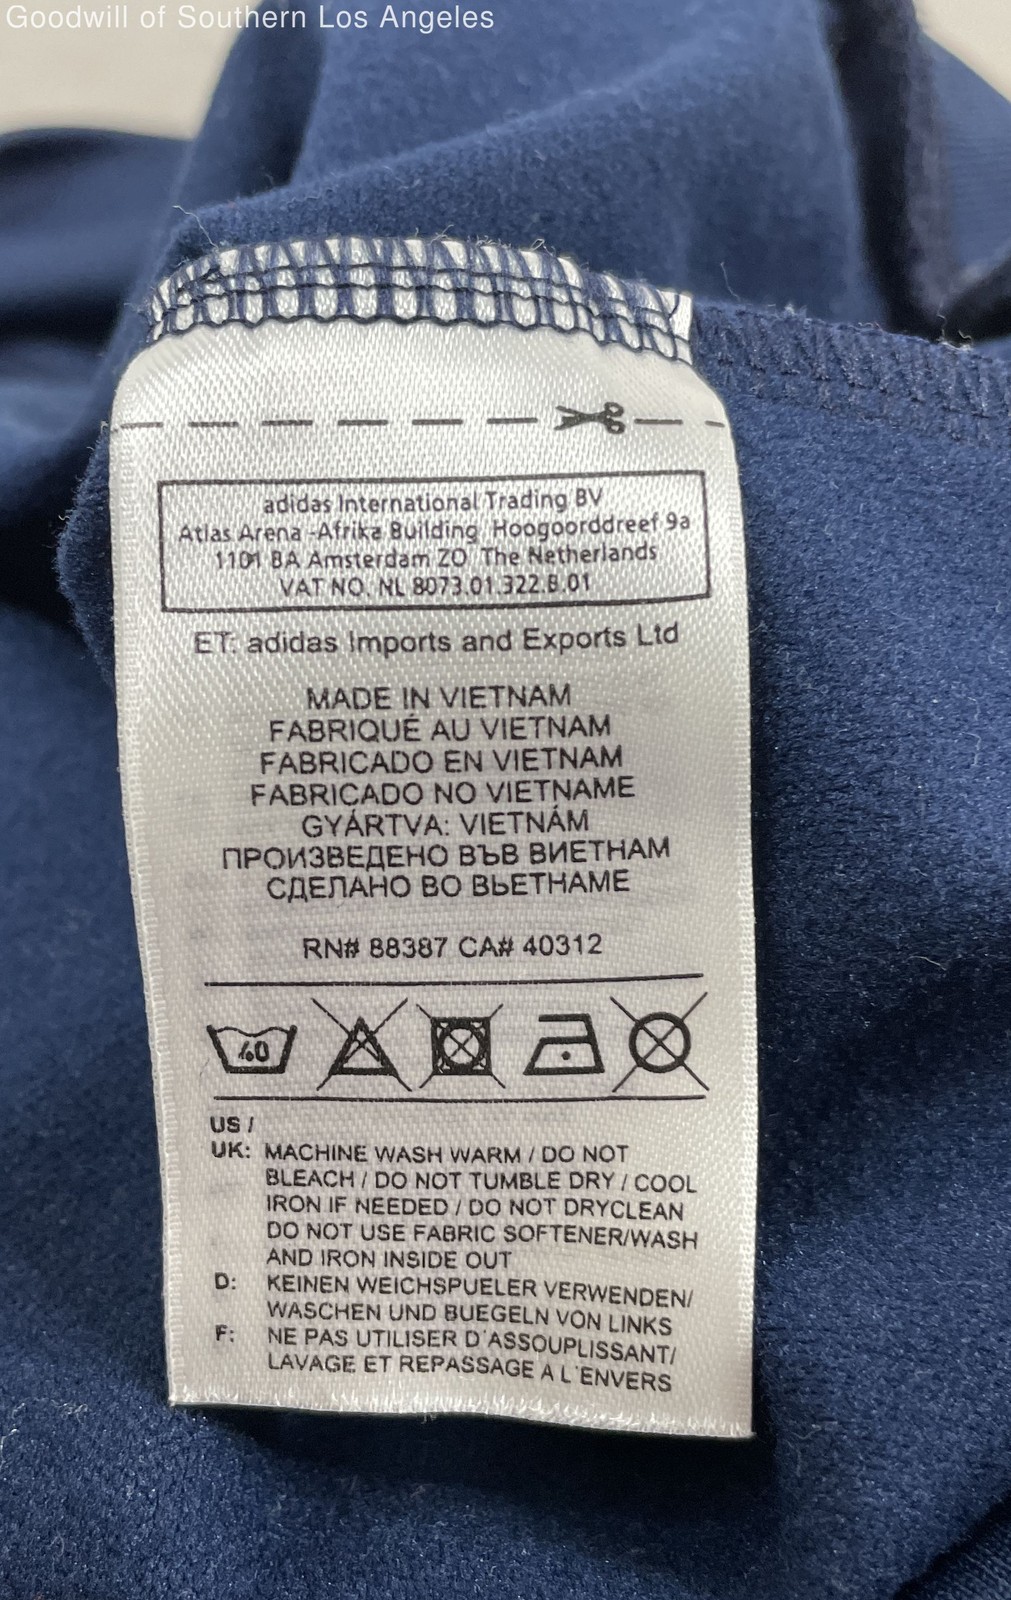 Goodwill of Southern Los Angeles
adidas International Trading BV
Atlas Arena -Afrika Building Hoogoorddreef 9a
1101 BA Amsterdam ZO The Netherlands
VAT NO. NL 8073.01.322.B.01
ET: adidas Imports and Exports Ltd
MADE IN VIETNAM
FABRIQUÉ AU VIETNAM
FABRICADO EN VIETNAM
FABRICADO NO VIETNAME
GYÁRTVA: VIETNÁM
ПРОИЗВЕДЕНО ВЪВ ВИЕТНАМ
СДЕЛАНО ВО ВЬЕТНАМЕ
RN# 88387 CA# 40312
40
US /
UK: MACHINE WASH WARM / DO NOT
BLEACH / DO NOT TUMBLE DRY / COOL
IRON IF NEEDED / DO NOT DRYCLEAN
DO NOT USE FABRIC SOFTENER/WASH
AND IRON INSIDE OUT
D: KEINEN WEICHSPUELER VERWENDEN/
WASCHEN UND BUEGELN VON LINKS
F: NE PAS UTILISER D'ASSOUPLISSANT/
LAVAGE ET REPASSAGE A L'ENVERS